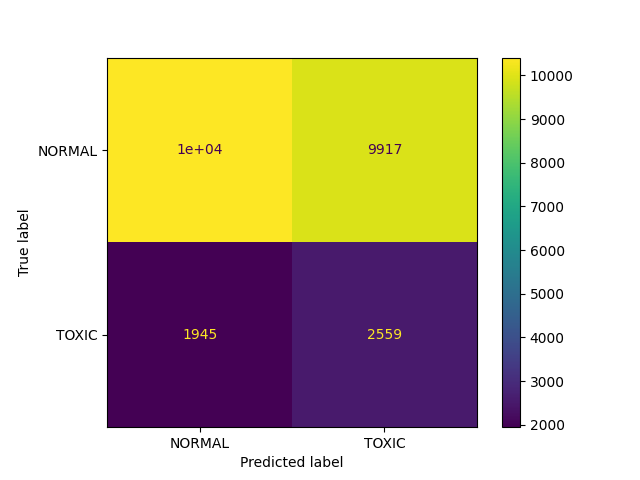 NORMAL
1e+04
9917
TOXIC
1945
2559
NORMAL
TOXIC
True label
Predicted label
10000
9000
8000
7000
6000
5000
4000
3000
2000